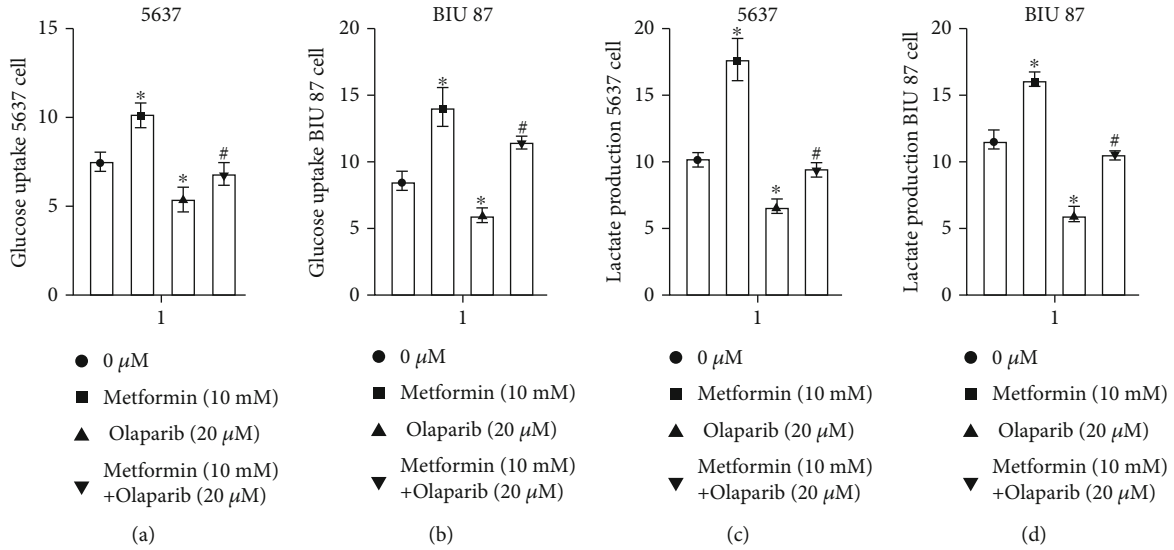 5637
Glucose uptake 5637 cell
15
10
5
0
*
*
#
1
0 μM
Metformin (10 mM)
Olaparib (20 μM)
Metformin (10 mM)
+Olaparib (20 μM)
(a)
BIU 87
Glucose uptake BIU 87 cell
20
15
10
5
0
*
*
#
1
0 μM
Metformin (10 mM)
Olaparib (20 μM)
Metformin (10 mM)
+Olaparib (20 μM)
(b)
5637
Lactate production 5637 cell
20
15
10
5
0
*
*
#
1
0 μM
Metformin (10 mM)
Olaparib (20 μM)
Metformin (10 mM)
+Olaparib (20 μM)
(c)
BIU 87
Lactate production BIU 87 cell
20
15
10
5
0
*
*
#
1
0 μM
Metformin (10 mM)
Olaparib (20 μM)
Metformin (10 mM)
+Olaparib (20 μM)
(d)